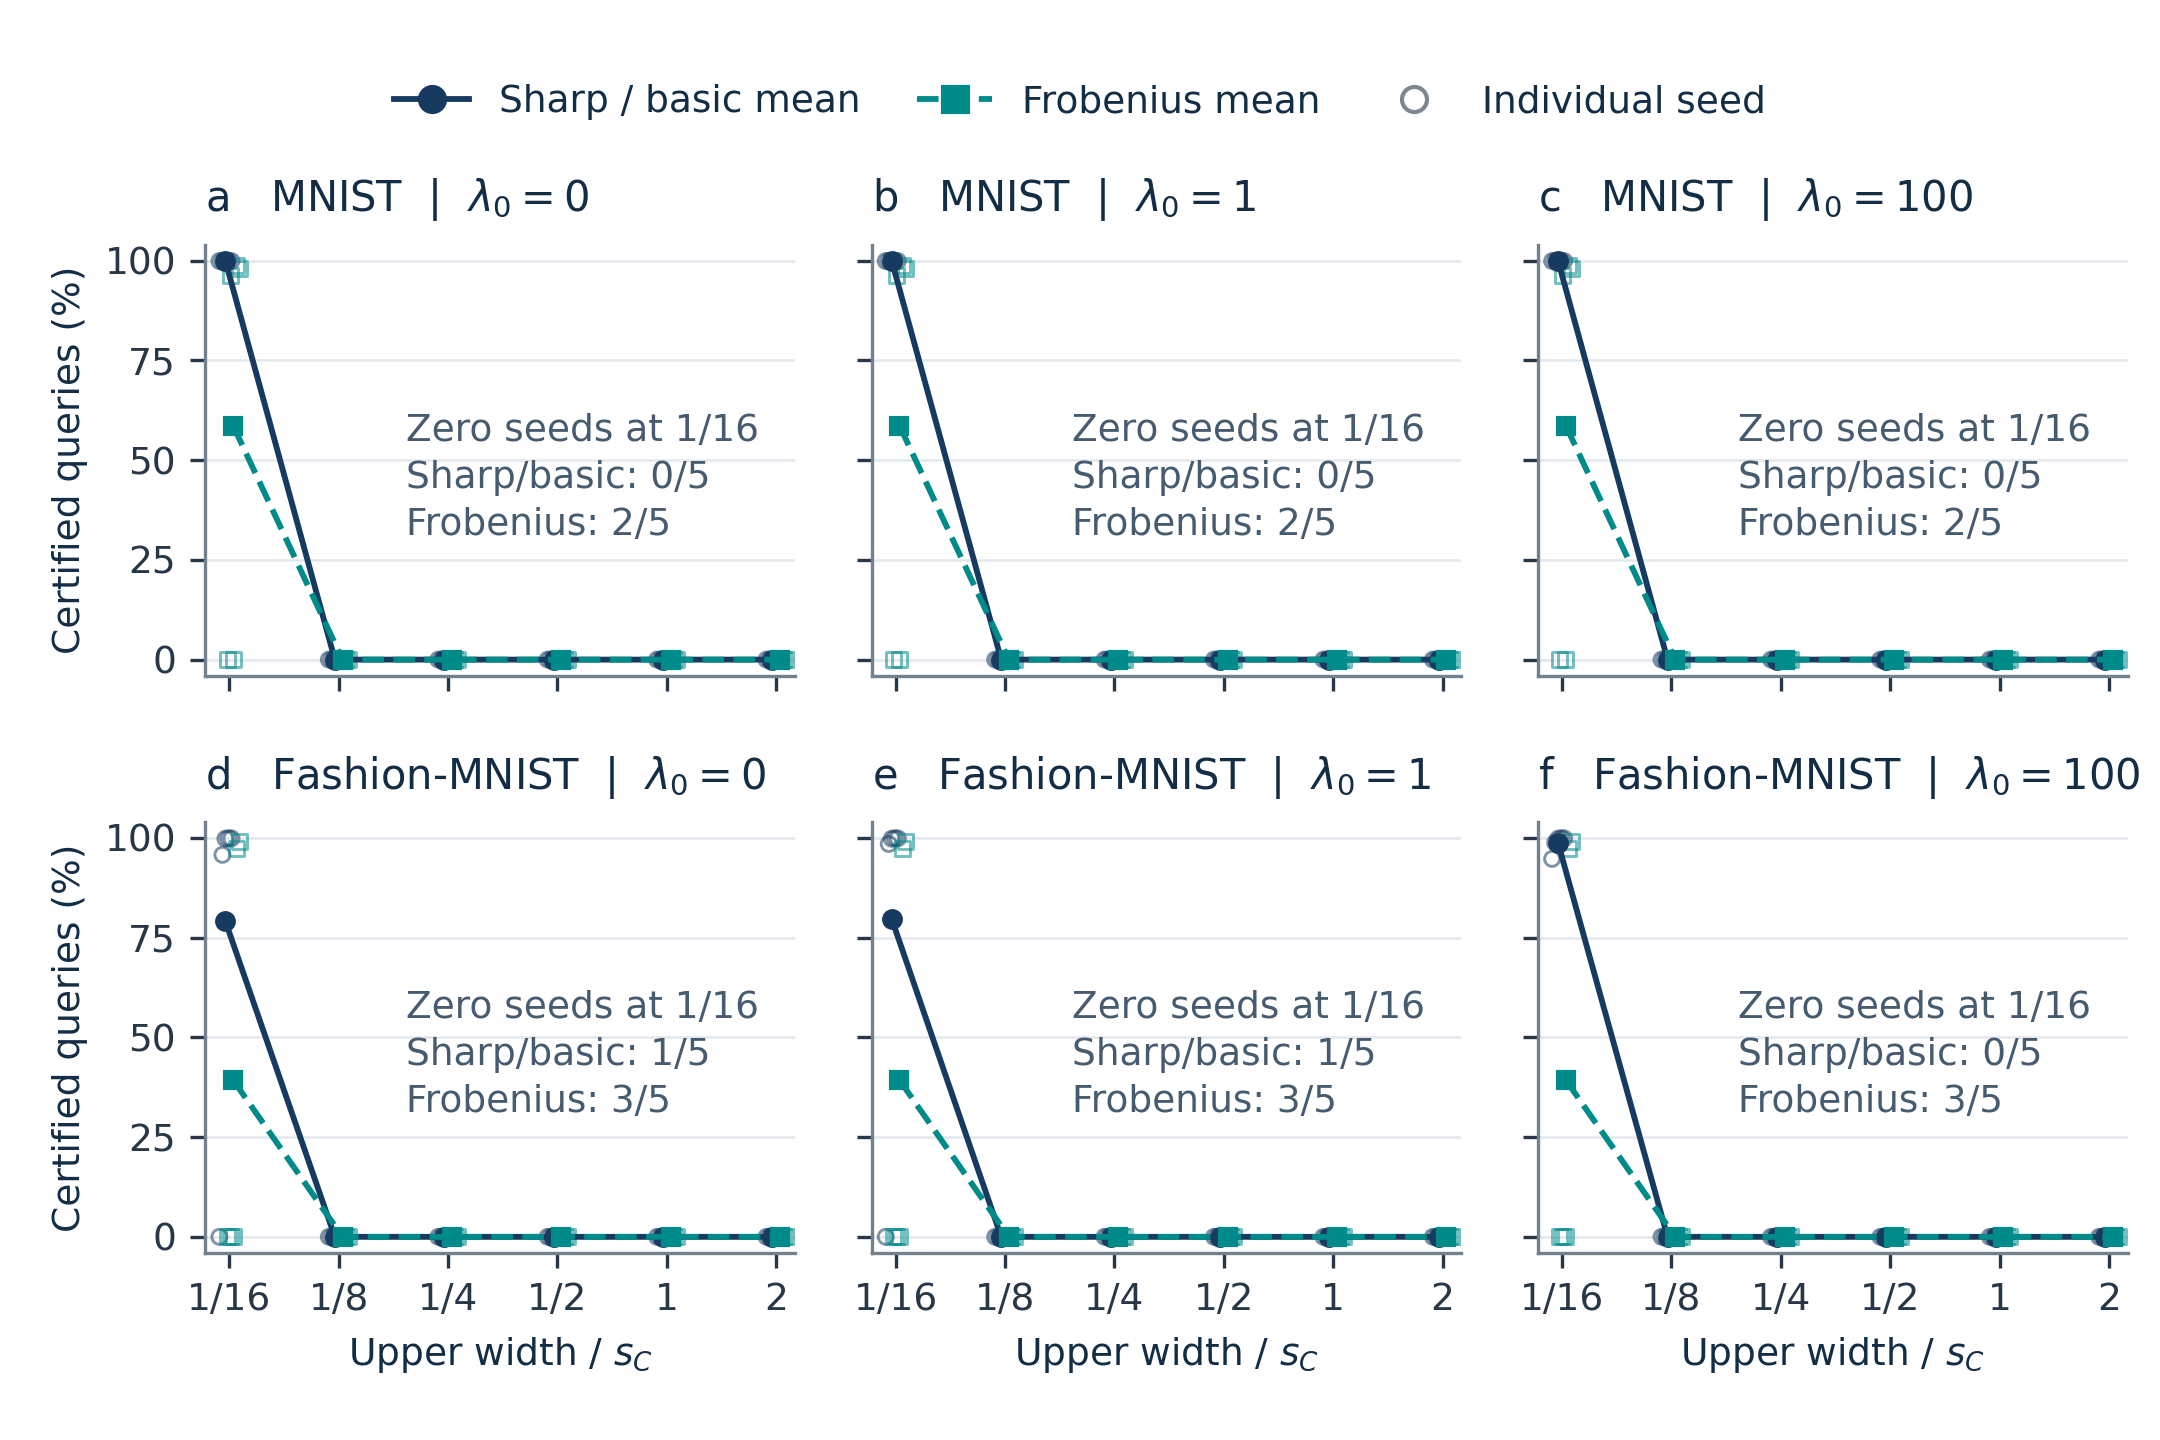 Sharp / basic mean   Frobenius mean   Individual seed
a   MNIST  |  λ₀ = 0
b   MNIST  |  λ₀ = 1
c   MNIST  |  λ₀ = 100
Certified queries (%)
100
75
50
25
0
Zero seeds at 1/16
Sharp/basic: 0/5
Frobenius: 2/5
Zero seeds at 1/16
Sharp/basic: 0/5
Frobenius: 2/5
Zero seeds at 1/16
Sharp/basic: 0/5
Frobenius: 2/5
d   Fashion-MNIST  |  λ₀ = 0
e   Fashion-MNIST  |  λ₀ = 1
f   Fashion-MNIST  |  λ₀ = 100
Certified queries (%)
100
75
50
25
0
Zero seeds at 1/16
Sharp/basic: 1/5
Frobenius: 3/5
Zero seeds at 1/16
Sharp/basic: 1/5
Frobenius: 3/5
Zero seeds at 1/16
Sharp/basic: 0/5
Frobenius: 3/5
1/16 1/8 1/4 1/2 1 2
1/16 1/8 1/4 1/2 1 2
1/16 1/8 1/4 1/2 1 2
Upper width / s_C
Upper width / s_C
Upper width / s_C